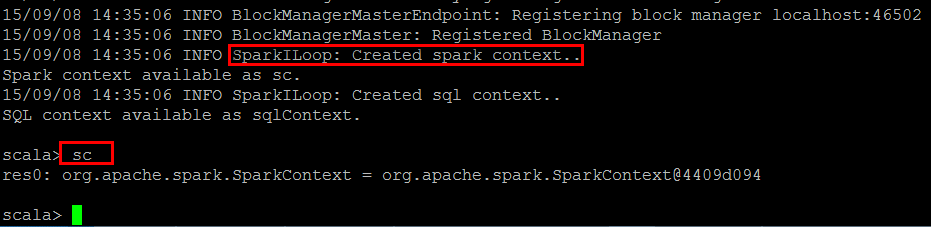 15/09/08 14:35:06 INFO BlockManagerMasterEndpoint: Registering block manager localhost:46502
15/09/08 14:35:06 INFO BlockManagerMaster: Registered BlockManager
15/09/08 14:35:06 INFO SparkILoop: Created spark context..
Spark context available as sc.
15/09/08 14:35:06 INFO SparkILoop: Created sql context..
SQL context available as sqlContext.
scala> sc
res0: org.apache.spark.SparkContext = org.apache.spark.SparkContext@4409d094
scala>